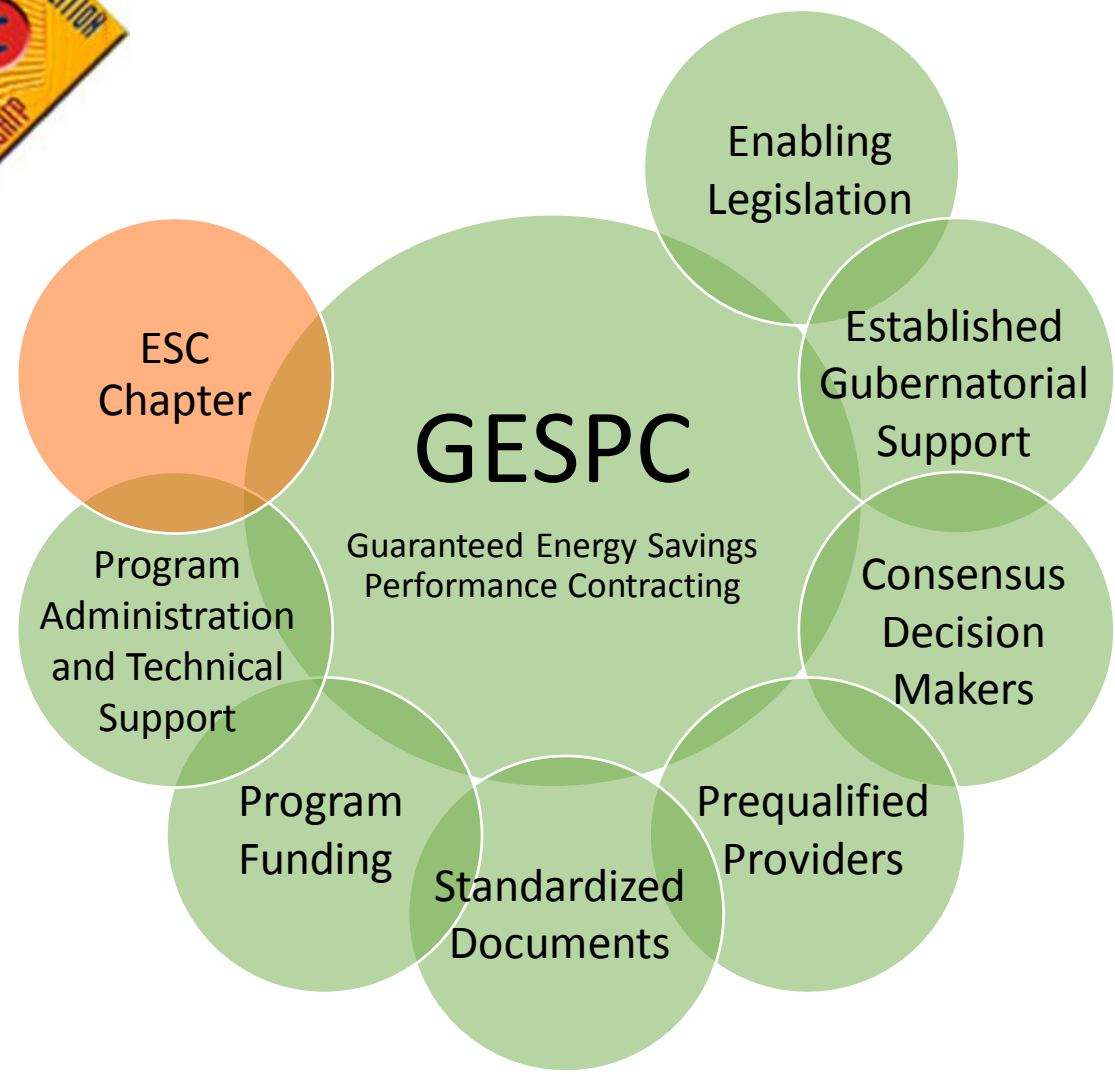 Enabling
Legislation
Established
Gubernatorial
Support
Consensus
Decision
Makers
Prequalified
Providers
Standardized
Documents
Program
Funding
Program
Administration
and Technical
Support
ESC
Chapter
GESPC
Guaranteed Energy Savings
Performance Contracting